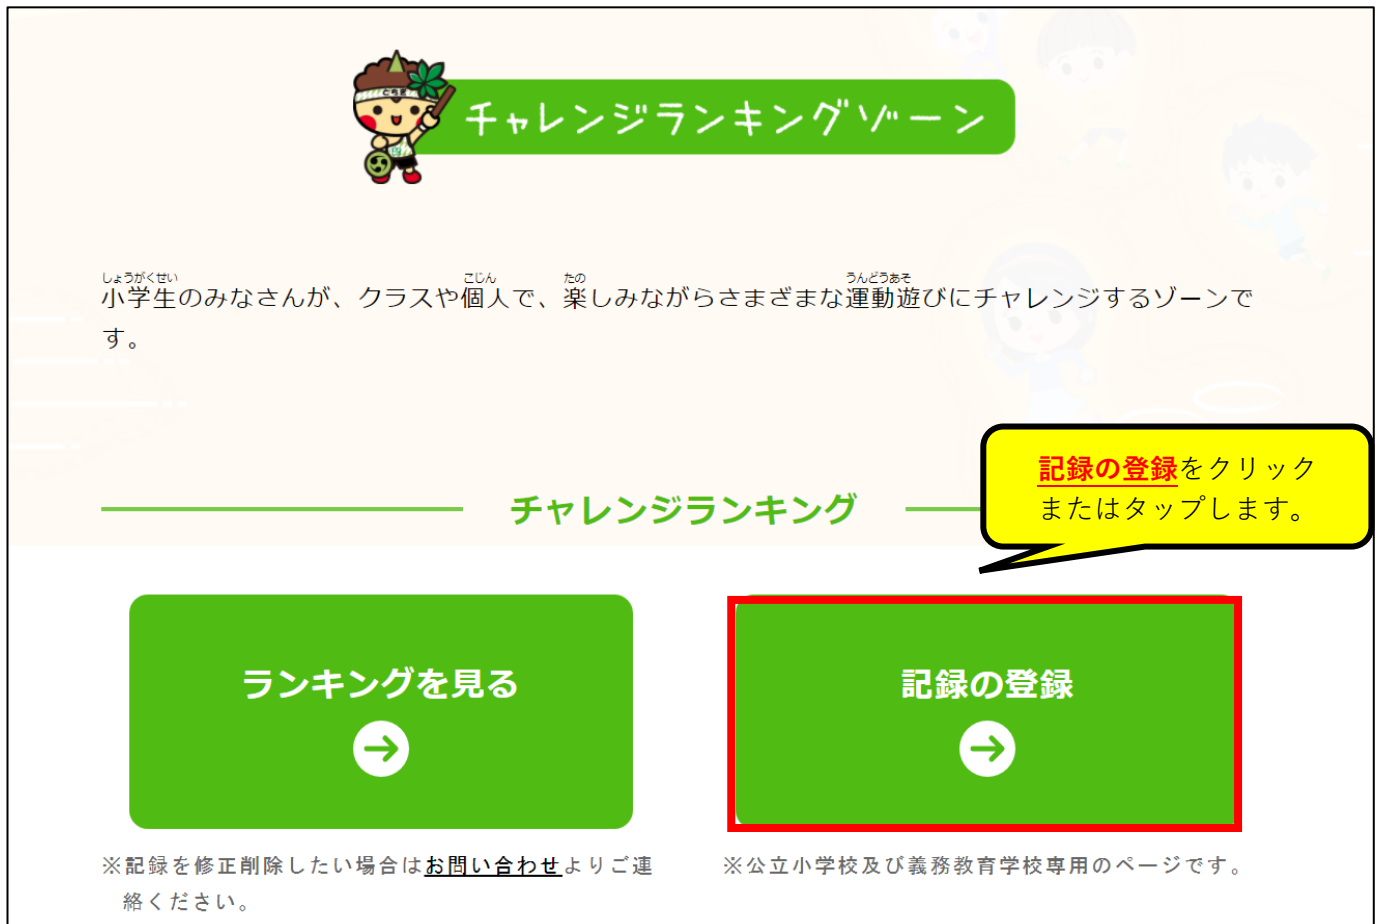 とちまる
チャレンジランキングゾーン
しょうがくせい こじん たの うんどうあそ
小学生のみなさんが、クラスや個人で、楽しみながらさまざまな運動遊びにチャレンジするゾーンで
す。
記録の登録をクリック
またはタップします。
チャレンジランキング
ランキングを見る
記録の登録
※記録を修正削除したい場合はお問い合わせよりご連
絡ください。
※公立小学校及び義務教育学校専用のページです。